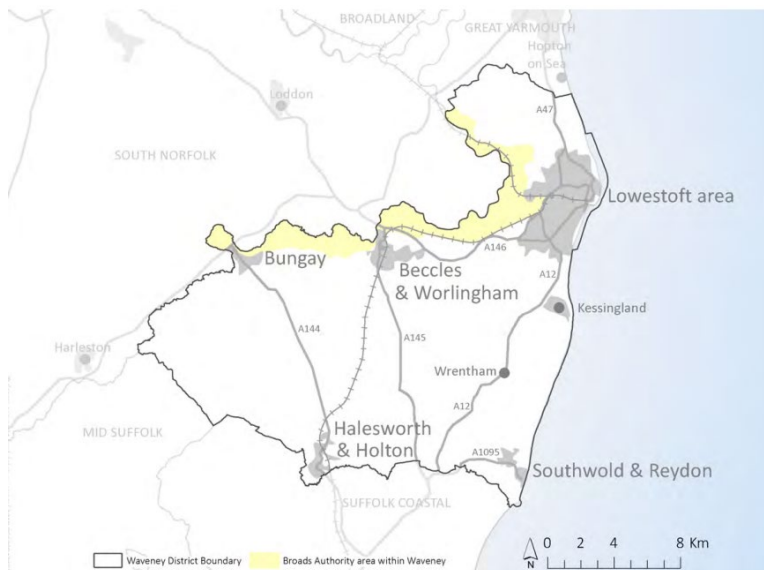 BROADLAND
GREAT YARMOUTH
Hopton
on Sea
Loddon
A47
SOUTH NORFOLK
Lowestoft area
Bungay
A146
Beccles
& Worlingham
A12
Kessingland
A144
A145
Harleston
Wrentham
A12
MID SUFFOLK
Halesworth
& Holton
A1095
Southwold & Reydon
SUFFOLK COASTAL
Waveney District Boundary
Broads Authority area within Waveney
N
0 2 4 8 Km